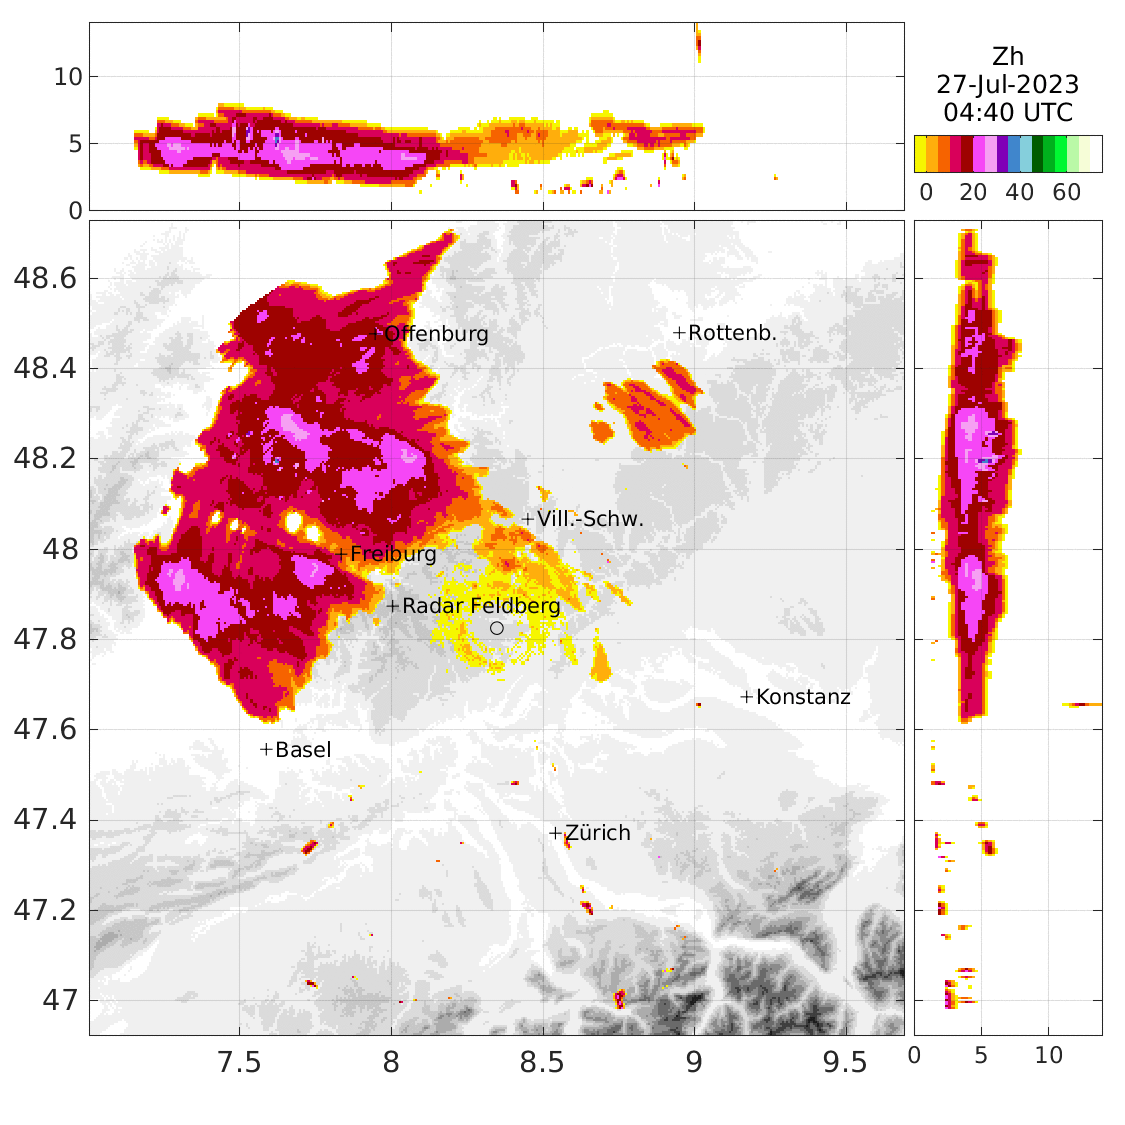 10
5
0
Zh
27-Jul-2023
04:40 UTC
0 20 40 60
48.6
48.4
48.2
48
47.8
47.6
47.4
47.2
47
+Offenburg
+Rottenb.
+Vill.-Schw.
+Freiburg
+Radar Feldberg
+Konstanz
+Basel
+Zürich
7.5 8 8.5 9 9.5
0 5 10